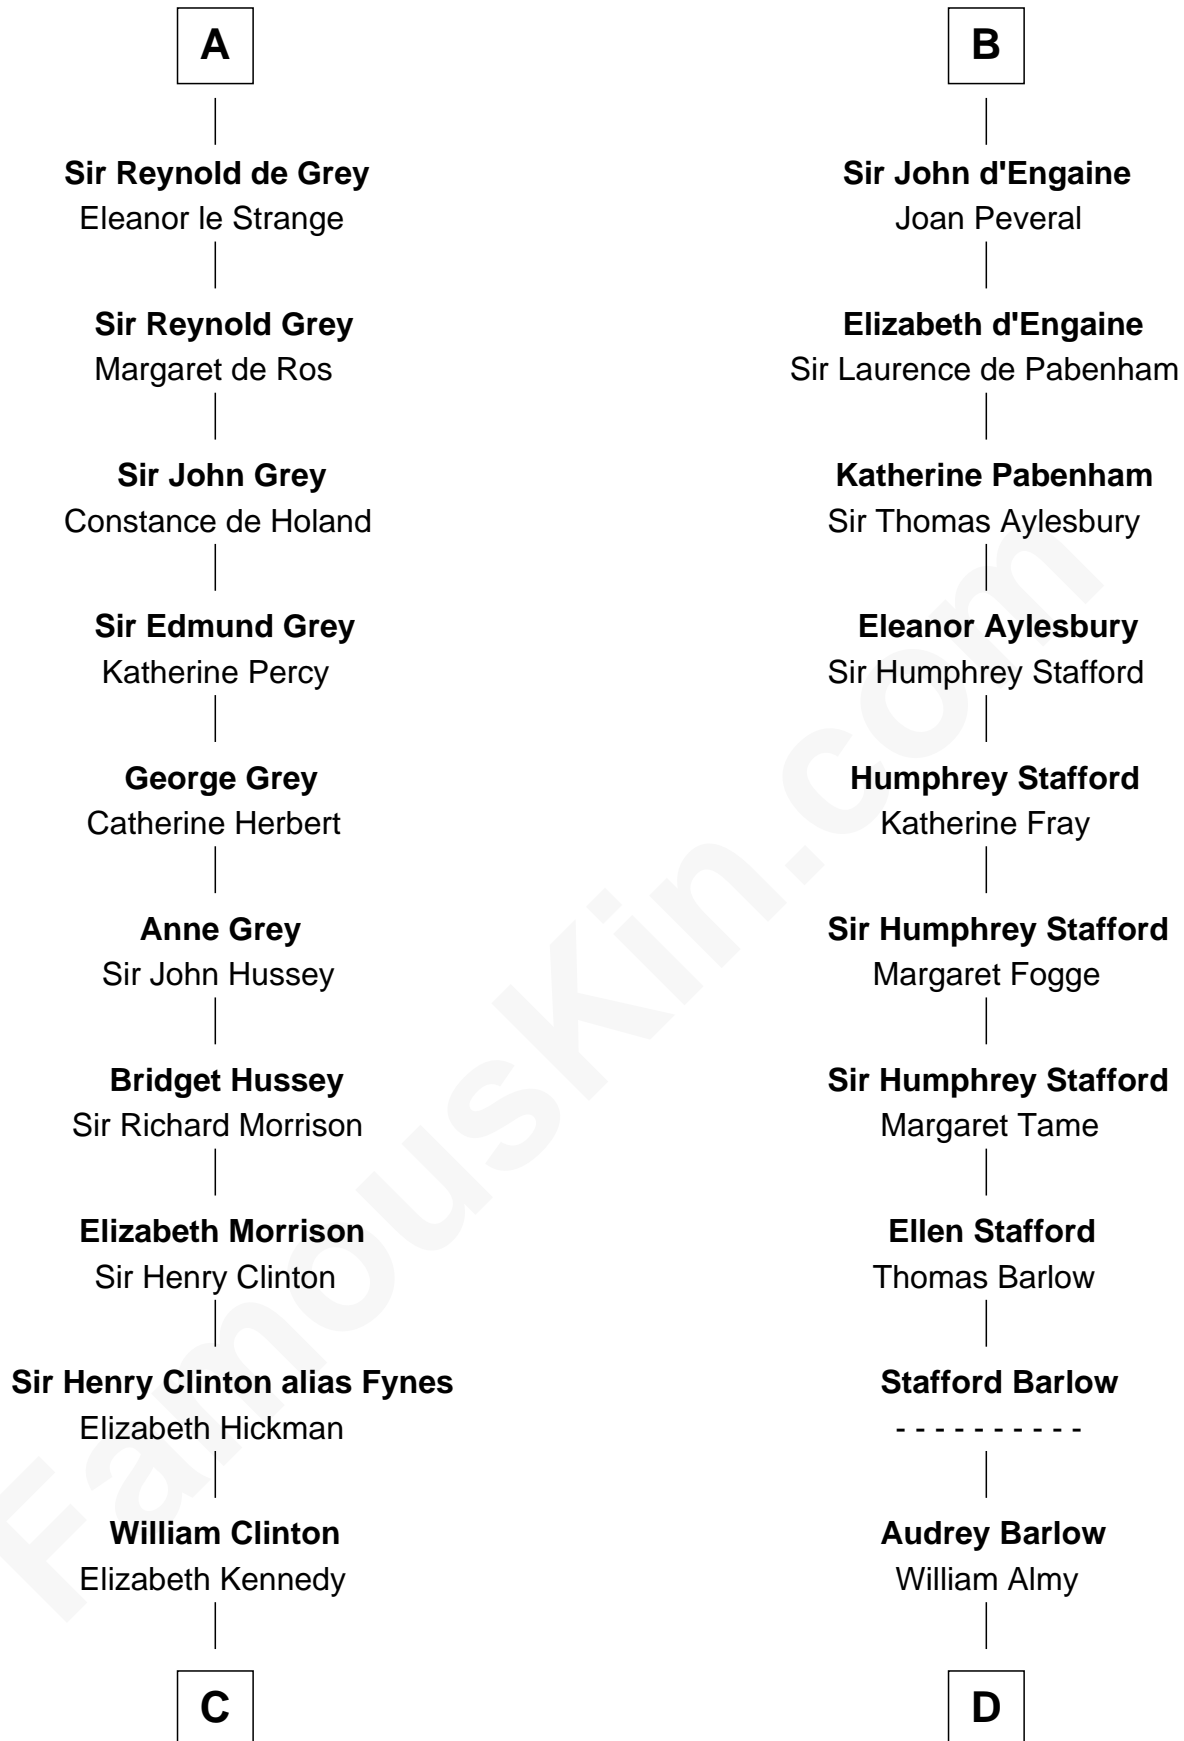 A
Sir Reynold de Grey
Eleanor le Strange
Sir Reynold Grey
Margaret de Ros
Sir John Grey
Constance de Holand
Sir Edmund Grey
Katherine Percy
George Grey
Catherine Herbert
Anne Grey
Sir John Hussey
Bridget Hussey
Sir Richard Morrison
Elizabeth Morrison
Sir Henry Clinton
Sir Henry Clinton alias Fynes
Elizabeth Hickman
William Clinton
Elizabeth Kennedy
C
B
Sir John d'Engaine
Joan Peveral
Elizabeth d'Engaine
Sir Laurence de Pabenham
Katherine Pabenham
Sir Thomas Aylesbury
Eleanor Aylesbury
Sir Humphrey Stafford
Humphrey Stafford
Katherine Fray
Sir Humphrey Stafford
Margaret Fogge
Sir Humphrey Stafford
Margaret Tame
Ellen Stafford
Thomas Barlow
Stafford Barlow
- - - - - - - - - -
Audrey Barlow
William Almy
D
FamousKin.com